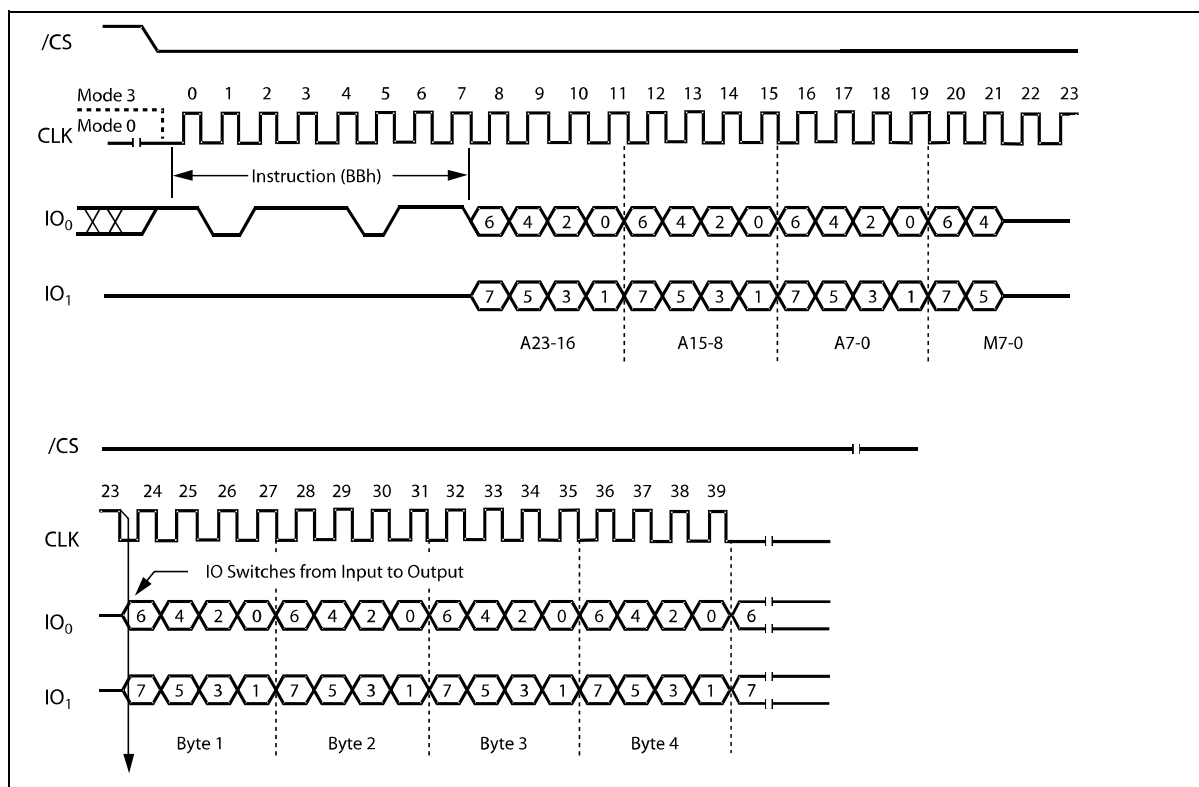 /CS
Mode 3
0 1 2 3 4 5 6 7 8 9 10 11 12 13 14 15 16 17 18 19 20 21 22 23
CLK
Mode 0
Instruction (BBh)
IO0
6 4 2 0 6 4 2 0 6 4 2 0 6 4
IO1
7 5 3 1 7 5 3 1 7 5 3 1 7 5
A23-16 A15-8 A7-0 M7-0
/CS
23 24 25 26 27 28 29 30 31 32 33 34 35 36 37 38 39
CLK
IO Switches from Input to Output
IO0
6 4 2 0 6 4 2 0 6 4 2 0 6 4 2 0 6
IO1
7 5 3 1 7 5 3 1 7 5 3 1 7 5 3 1 7
Byte 1 Byte 2 Byte 3 Byte 4